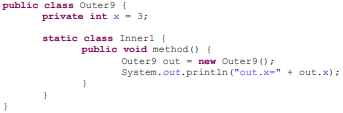 public class Outer9 {
private int x = 3;
static class Inner1 {
public void method() {
Outer9 out = new Outer9();
System.out.println("out.x=" + out.x);
}
}
}